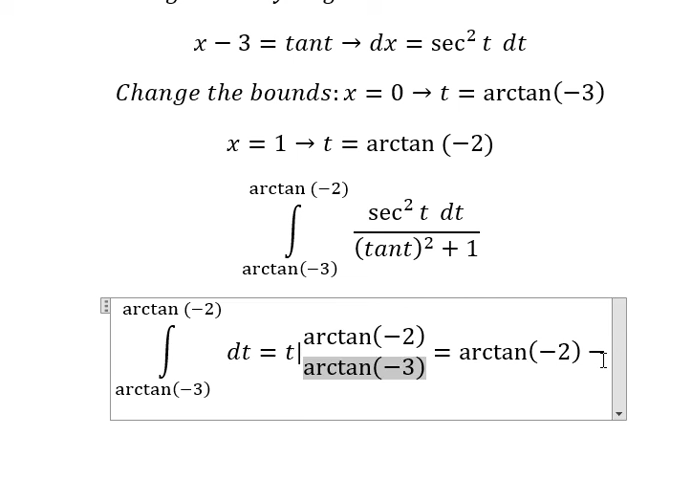 x − 3 = tant → dx = sec² t dt
Change the bounds: x = 0 → t = arctan(−3)
x = 1 → t = arctan (−2)
arctan (−2)
∫ sec² t dt / (tant)² + 1
arctan(−3)
arctan (−2)
∫ dt = t| arctan(−2) arctan(−3) = arctan(−2) −
arctan(−3)